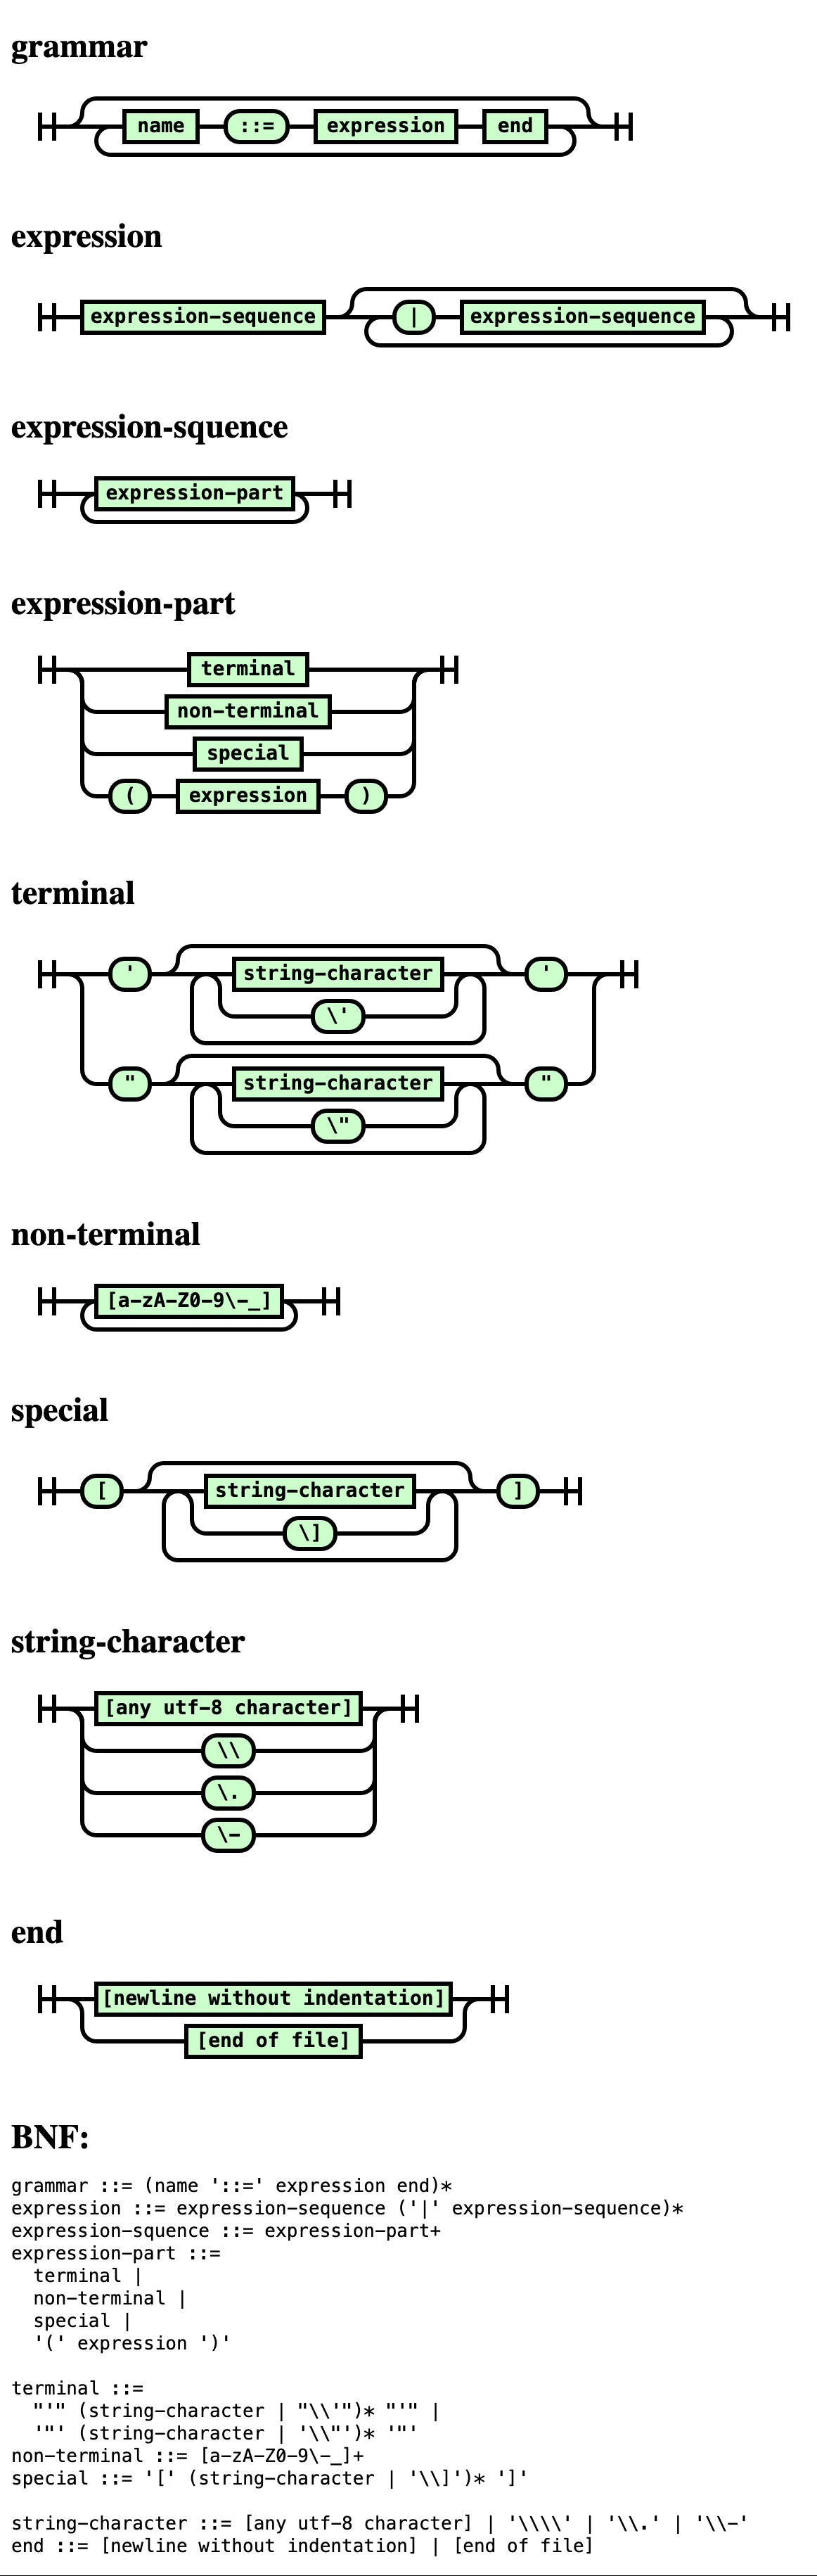 grammar
name ::= expression end
expression
expression-sequence | expression-sequence
expression-squence
expression-part
expression-part
terminal
non-terminal
special
( expression )
terminal
' string-character '
\'
" string-character "
\"
non-terminal
[a-zA-Z0-9\-_]
special
[ string-character ]
\]
string-character
[any utf-8 character]
\\
\.
\-
end
[newline without indentation]
[end of file]
BNF:
grammar ::= (name '::=' expression end)*
expression ::= expression-sequence ('|' expression-sequence)*
expression-squence ::= expression-part+
expression-part ::=
  terminal |
  non-terminal |
  special |
  '(' expression ')'
terminal ::=
  "'" (string-character | "\\'")* "'" |
  '"' (string-character | '\\"')* '"'
non-terminal ::= [a-zA-Z0-9\-_]+
special ::= '[' (string-character | '\\]')* ']'
string-character ::= [any utf-8 character] | '\\\\' | '\\.' | '\\-'
end ::= [newline without indentation] | [end of file]